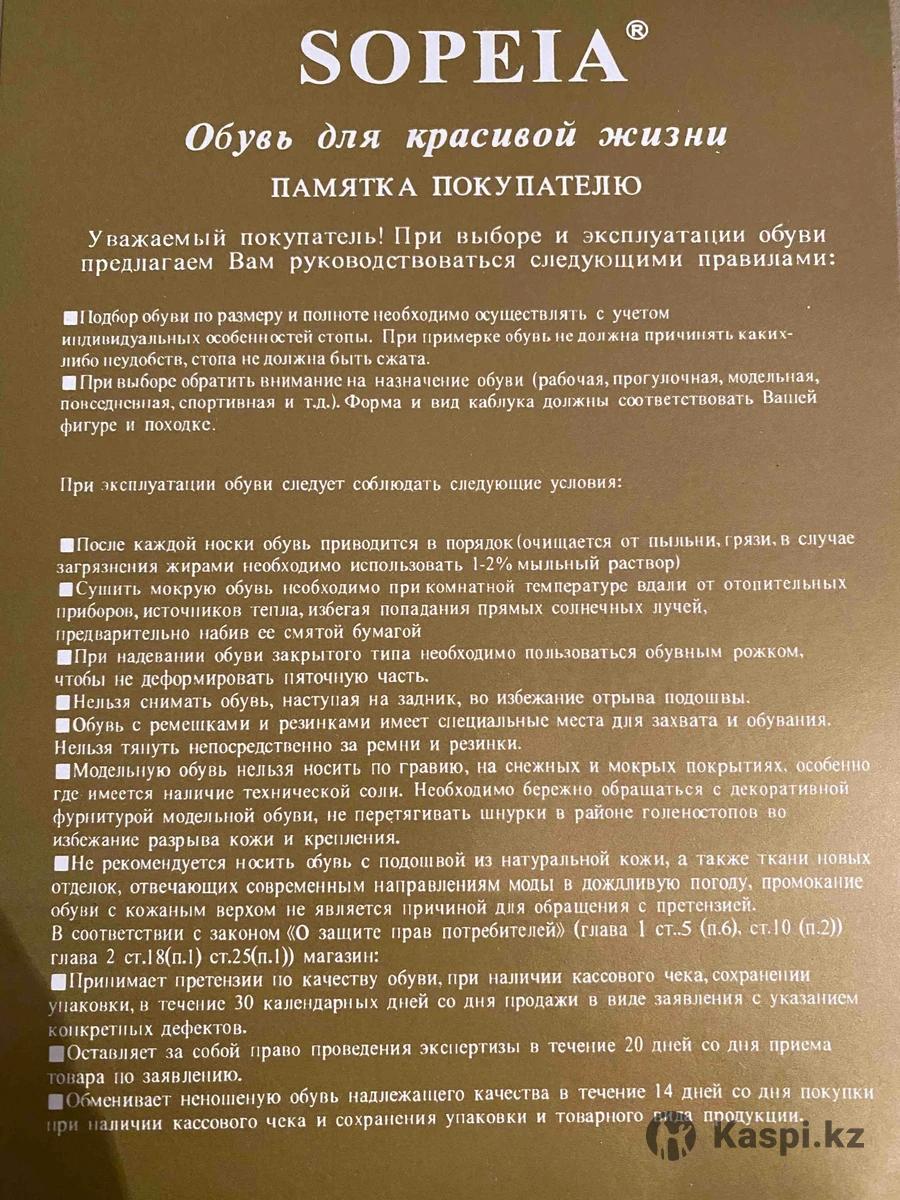 SOPEIA®
Обувь для красивой жизни
ПАМЯТКА ПОКУПАТЕЛЮ
Уважаемый покупатель! При выборе и эксплуатации обуви
предлагаем Вам руководствоваться следующими правилами:
■Подбор обуви по размеру и полноте необходимо осуществлять с учетом
индивидуальных особенностей стопы. При примерке обувь не должна причинять каких-
либо неудобств, стопа не должна быть сжата.
■При выборе обратить внимание на назначение обуви (рабочая, прогулочная, модельная,
повседневная, спортивная и т.д.). Форма и вид каблука должны соответствовать Вашей
фигуре и походке.
При эксплуатации обуви следует соблюдать следующие условия:
■После каждой носки обувь приводится в порядок (очищается от пыльни, грязи, в случае
загрязнения жирами необходимо использовать 1-2% мыльный раствор)
■Сушить мокрую обувь необходимо при комнатной температуре вдали от отопительных
приборов, источников тепла, избегая попадания прямых солнечных лучей,
предварительно набив ее смятой бумагой
■При надевании обуви закрытого типа необходимо пользоваться обувным рожком,
чтобы не деформировать пяточную часть.
■Нельзя снимать обувь, наступая на задник, во избежание отрыва подошвы.
■Обувь с ремешками и резинками имеет специальные места для захвата и обувания.
Нельзя тянуть непосредственно за ремни и резинки.
■Модельную обувь нельзя носить по гравию, на снежных и мокрых покрытиях, особенно
где имеется наличие технической соли. Необходимо бережно обращаться с декоративной
фурнитурой модельной обуви, не перетягивать шнурки в районе голеностопов во
избежание разрыва кожи и крепления.
■Не рекомендуется носить обувь с подошвой из натуральной кожи, а также ткани новых
отделок, отвечающих современным направлениям моды в дождливую погоду, промокание
обуви с кожаным верхом не является причиной для обращения с претензией.
В соответствии с законом «О защите прав потребителей» (глава 1 ст..5 (п.6), ст.10 (п.2))
глава 2 ст.18(п.1) ст.25(п.1)) магазин:
■Принимает претензии по качеству обуви, при наличии кассового чека, сохранении
упаковки, в течение 30 календарных дней со дня продажи в виде заявления с указанием
конкретных дефектов.
■Оставляет за собой право проведения экспертизы в течение 20 дней со дня приема
товара по заявлению.
■Обменивает неношеную обувь надлежащего качества в течение 14 дней со дня покупки
при наличии кассового чека и сохранения упаковки и товарного вида продукции.
Kaspi.kz